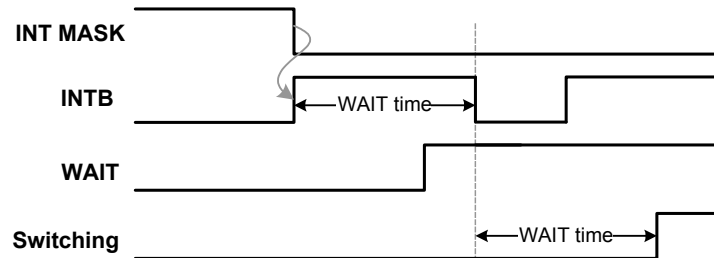 INT MASK
INTB
WAIT time
WAIT
Switching
WAIT time